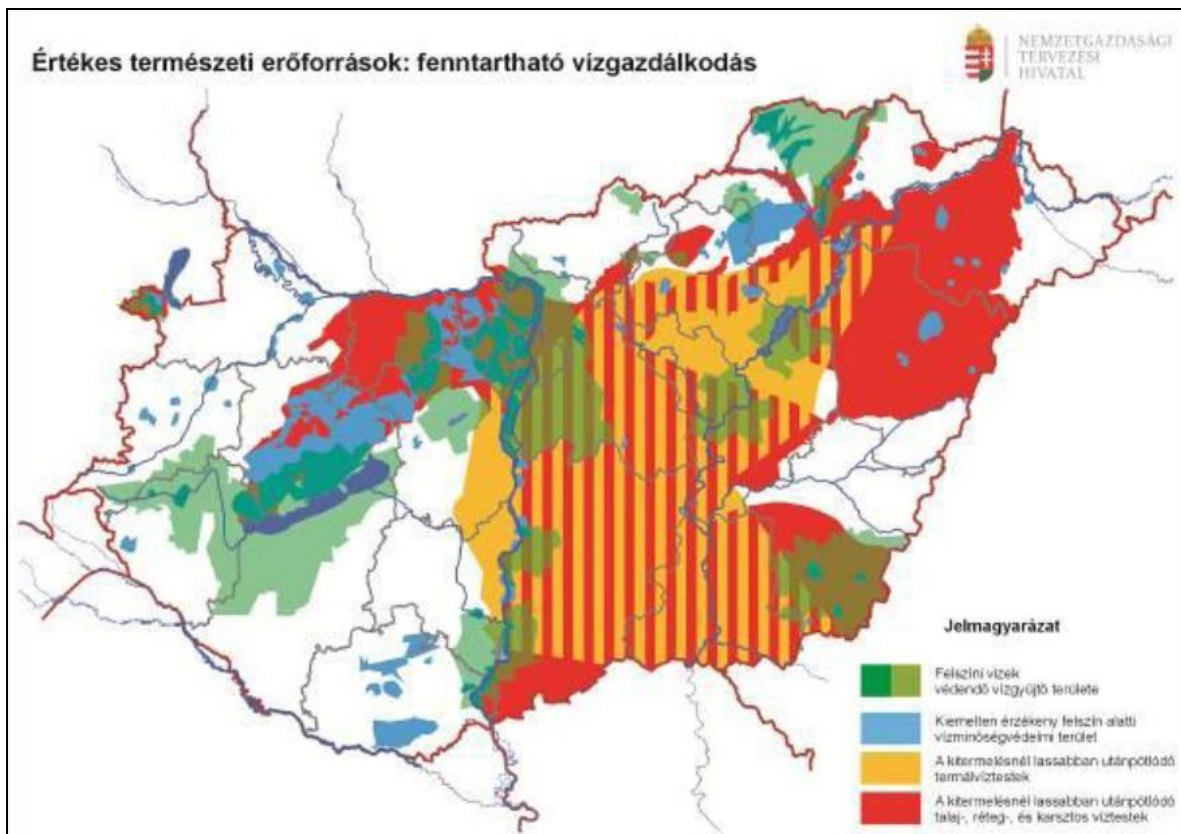 Értékes természeti erőforrások: fenntartható vízgazdálkodás
NEMZETGAZDASÁGI
TERVEZÉSI
HIVATAL
Jelmagyarázat
Felszíni vizek
védendő vízgyűjtő területe
Kiemelten érzékeny felszín alatti
vízminőségvédelmi terület
A kitermelésnél lassabban utánpótlódó
termálvíztestek
A kitermelésnél lassabban utánpótlódó
talaj-, réteg-, és karsztos víztestek